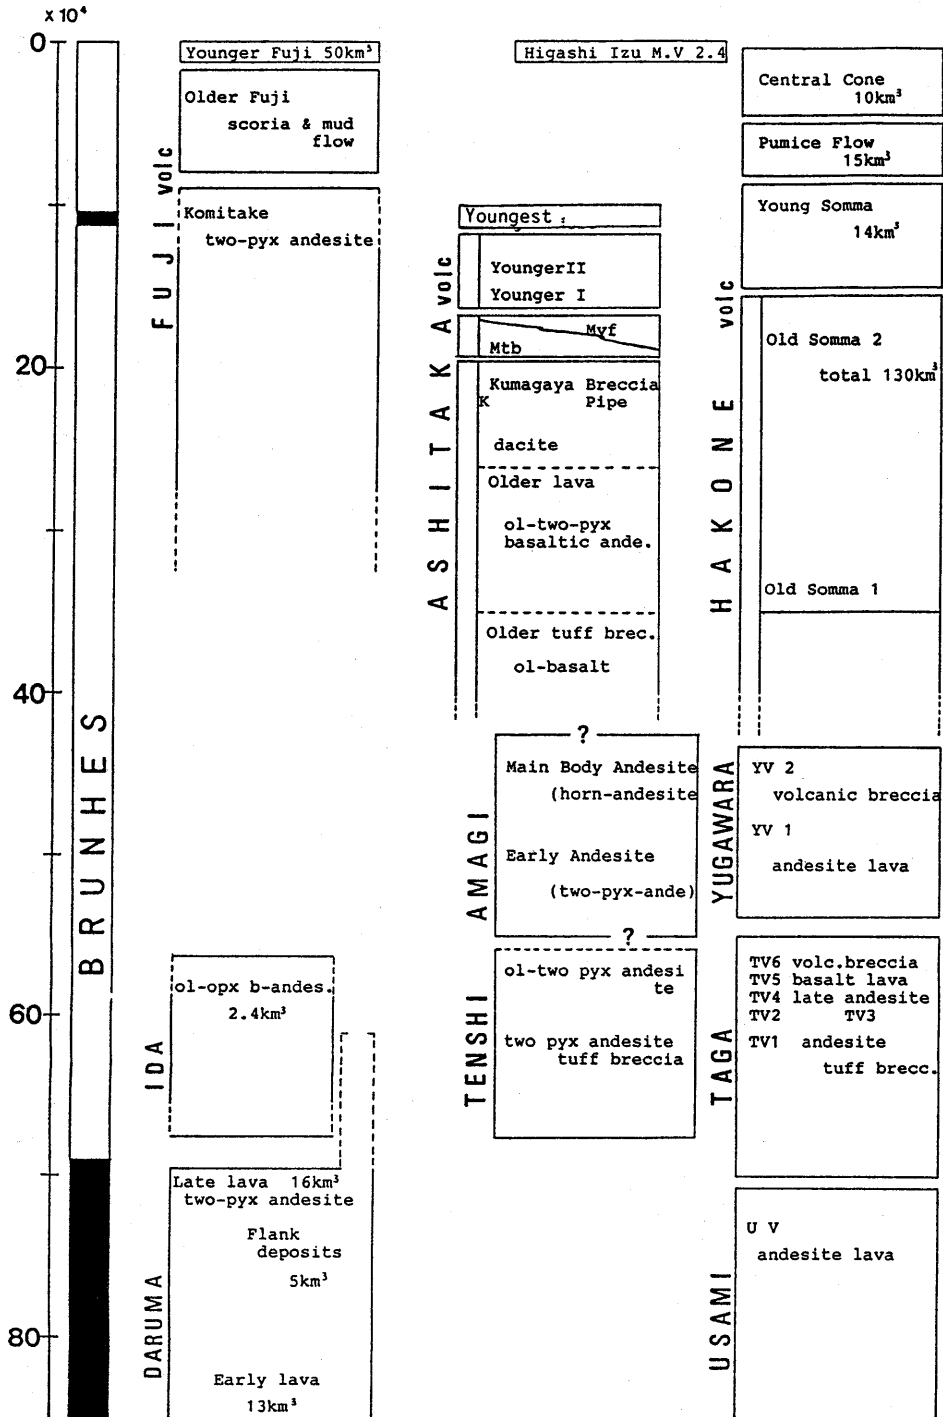 x 10⁴
0
20
40
60
80
BRUNHES
FUJI volc
Younger Fuji 50km³
Older Fuji
scoria & mud
flow
Komitake
two-pyx andesite
IDA
ol-opx b-andes.
2.4km³
DARUMA
Late lava 16km³
two-pyx andesite
Flank
deposits
5km³
Early lava
13km³
Higashi Izu M.V 2.4
ASHITAKA volc
Youngest
YoungerII
Younger I
Mvf
Mtb
Kumagaya Breccia
K Pipe
dacite
Older lava
ol-two-pyx
basaltic ande.
Older tuff brec.
ol-basalt
AMAGI
?
Main Body Andesite
(horn-andesite
Early Andesite
(two-pyx-ande)
TENSHI
?
ol-two pyx andesi
te
two pyx andesite
tuff breccia
HAKONE volc
Central Cone
10km³
Pumice Flow
15km³
Young Somma
14km³
Old Somma 2
total 130km³
Old Somma 1
YUGAWARA
YV 2
volcanic breccia
YV 1
andesite lava
TAGA
TV6 volc.breccia
TV5 basalt lava
TV4 late andesite
TV2 TV3
TV1 andesite
tuff brecc.
USAMI
U V
andesite lava